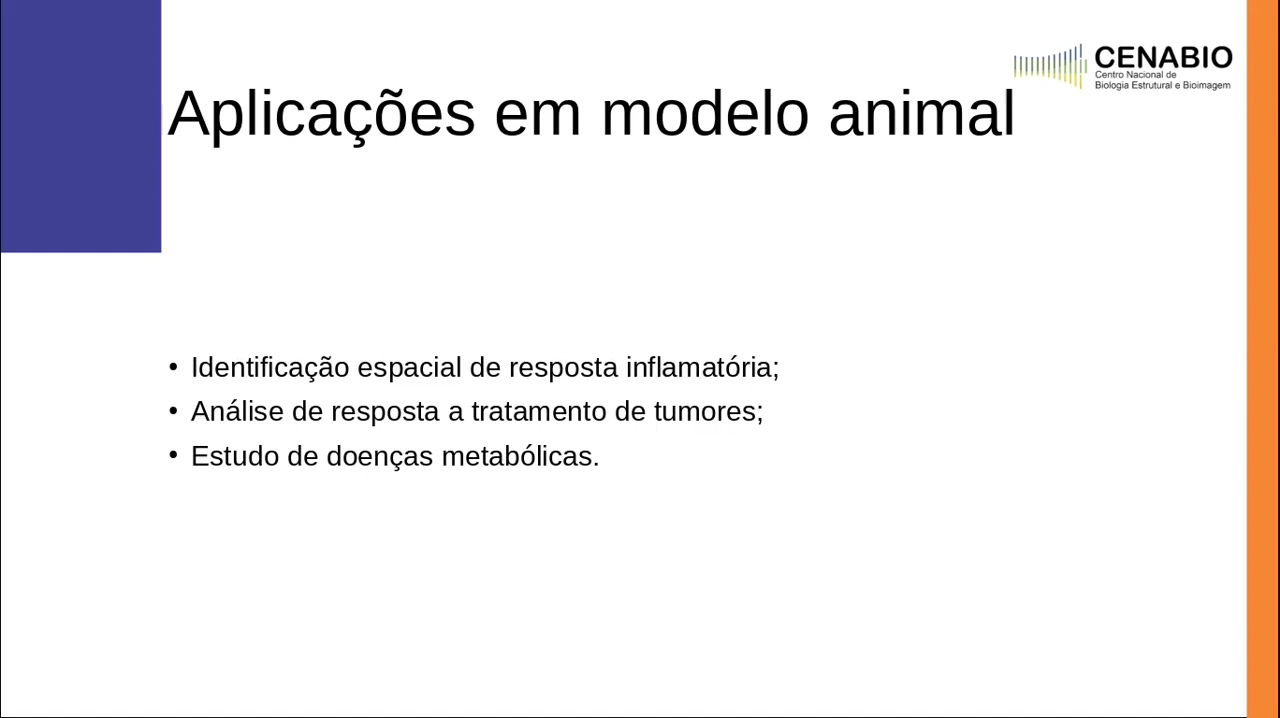 CENABIO
Centro Nacional de
Biologia Estrutural e Bioimagem
Aplicações em modelo animal
• Identificação espacial de resposta inflamatória;
• Análise de resposta a tratamento de tumores;
• Estudo de doenças metabólicas.